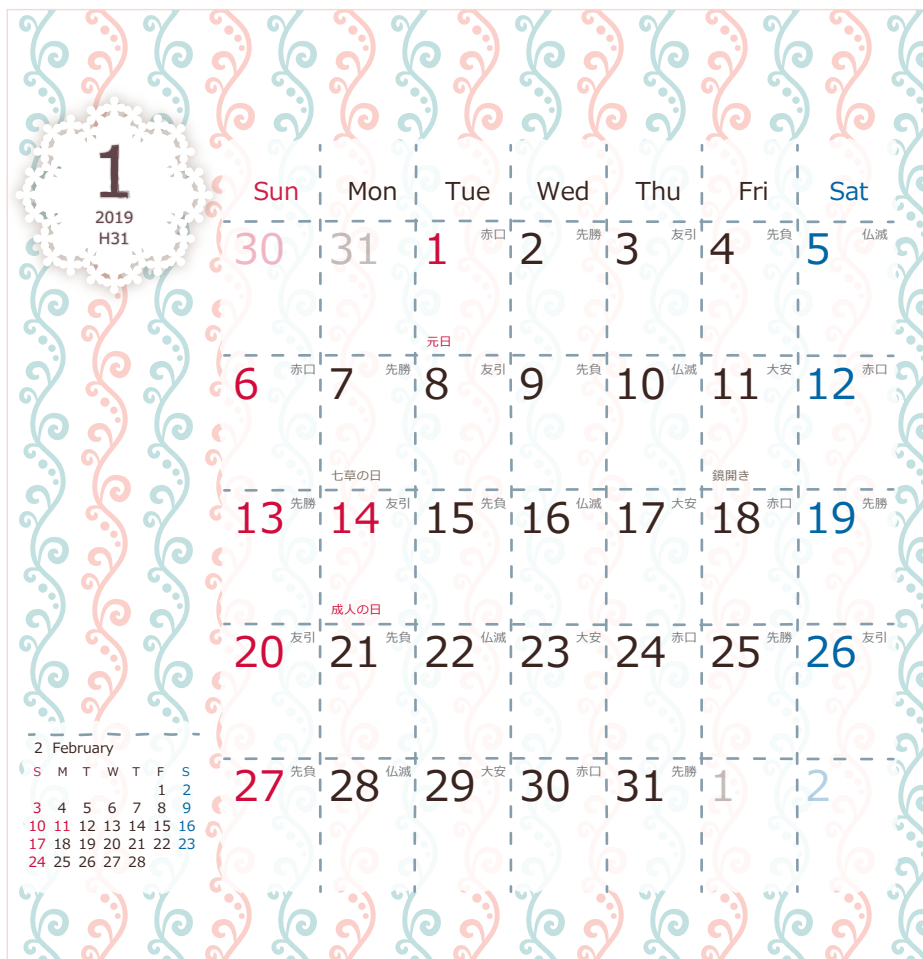 1
2019
H31
Sun Mon Tue Wed Thu Fri Sat
30 31 1 赤口 2 先勝 3 友引 4 先負 5 仏滅
元日
6 赤口 7 先勝 8 友引 9 先負 10 仏滅 11 大安 12 赤口
七草の日 鏡開き
13 先勝 14 友引 15 先負 16 仏滅 17 大安 18 赤口 19 先勝
成人の日
20 友引 21 先負 22 仏滅 23 大安 24 赤口 25 先勝 26 友引
27 先負 28 仏滅 29 大安 30 赤口 31 先勝 1 2
2 February
S M T W T F S
1 2
3 4 5 6 7 8 9
10 11 12 13 14 15 16
17 18 19 20 21 22 23
24 25 26 27 28